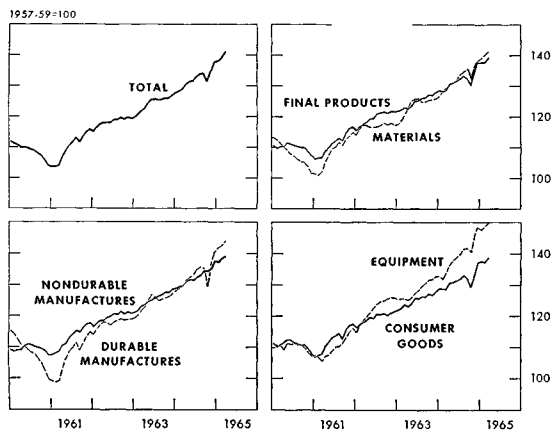 1957-59=100
TOTAL
FINAL PRODUCTS
MATERIALS
140
120
100
NONDURABLE
MANUFACTURES
DURABLE
MANUFACTURES
EQUIPMENT
CONSUMER
GOODS
140
120
100
1961 1963 1965 1961 1963 1965